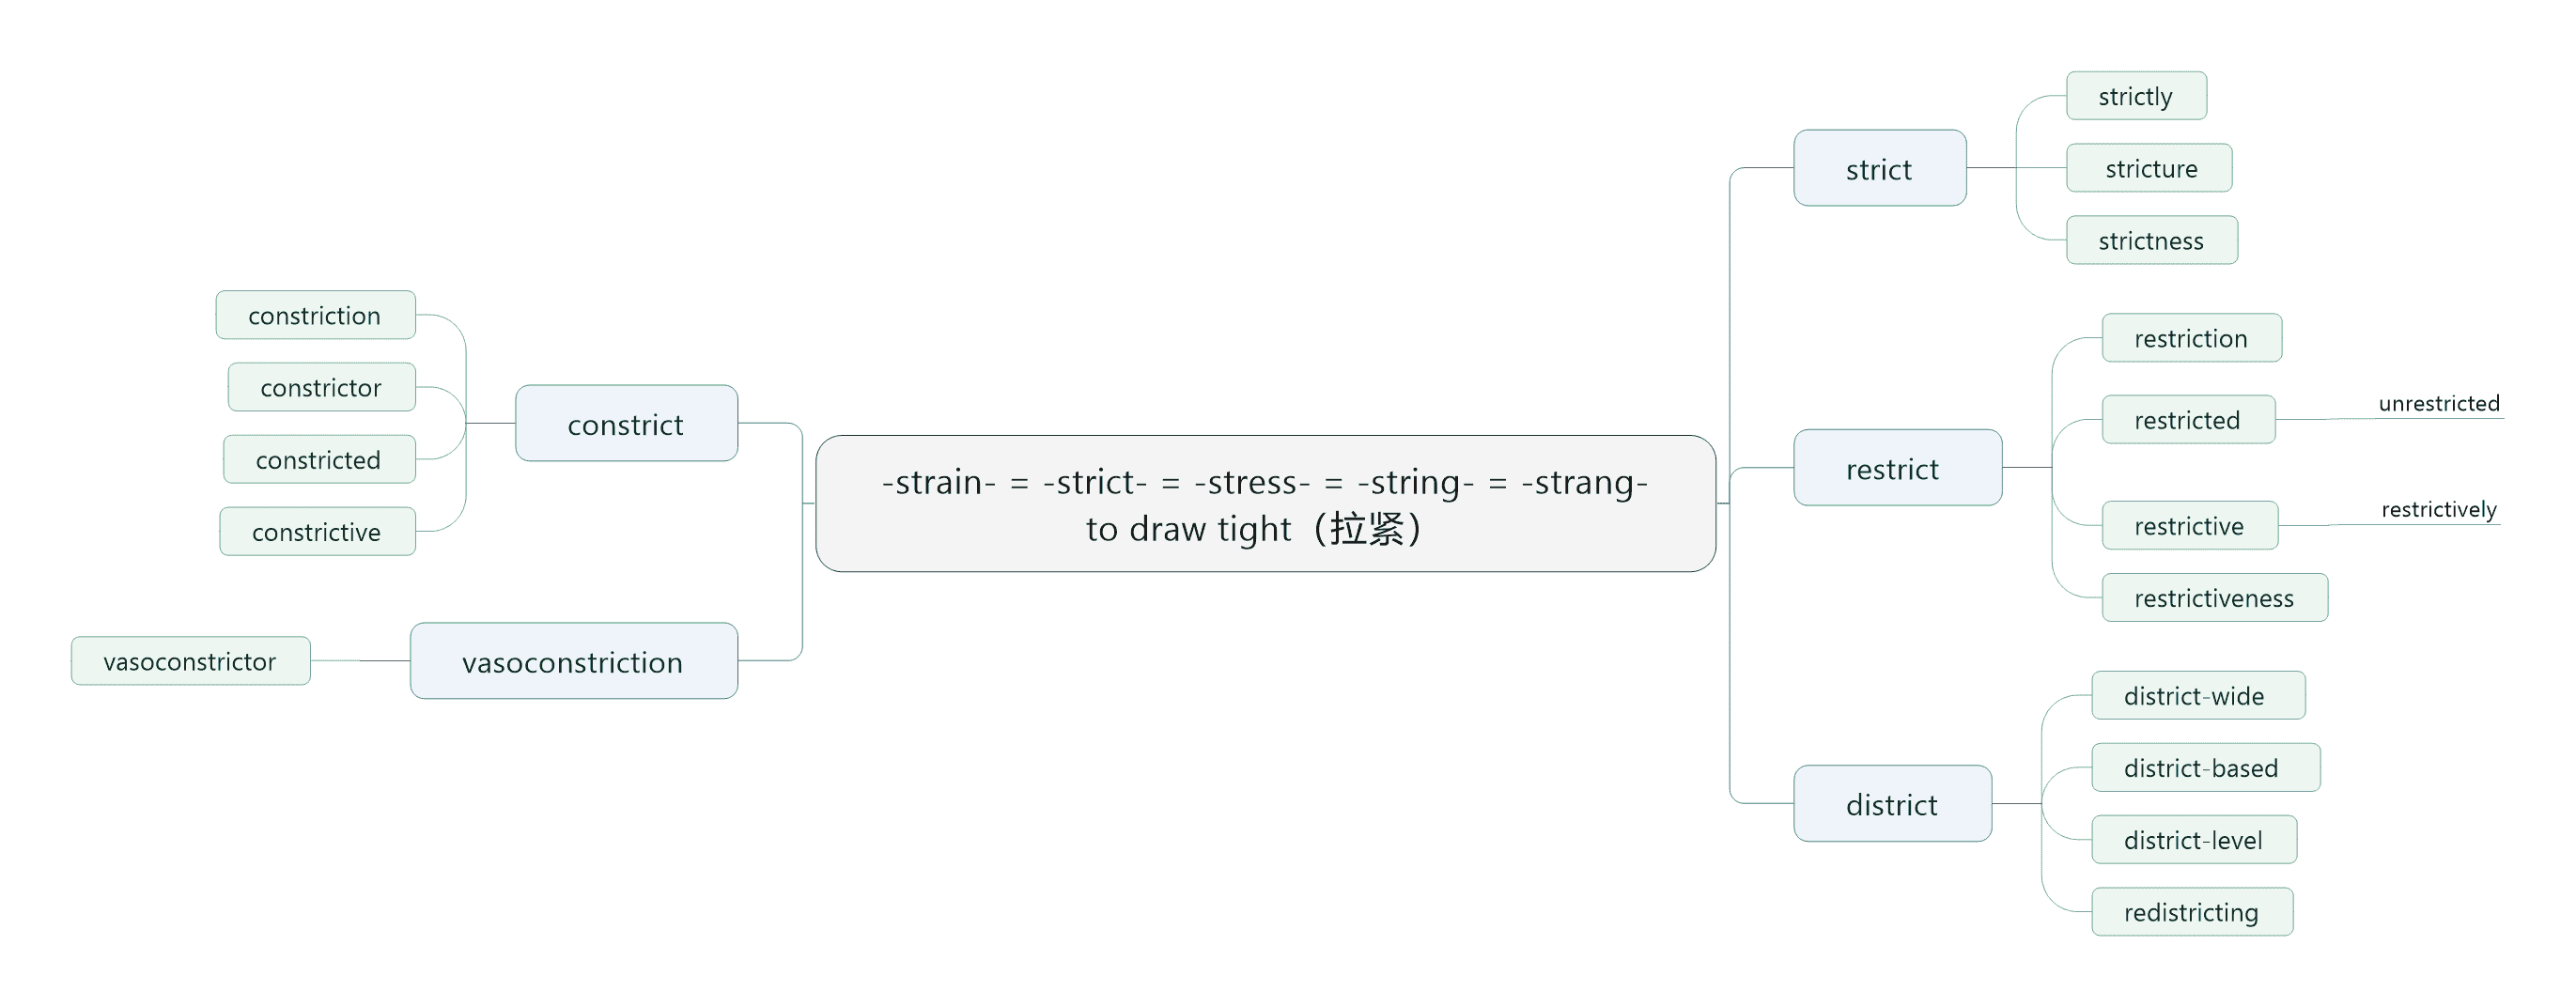 -strain- = -strict- = -stress- = -string- = -strang-
to draw tight（拉紧）
strict
strictly
stricture
strictness
restrict
restriction
restricted
unrestricted
restrictive
restrictively
restrictiveness
district
district-wide
district-based
district-level
redistricting
constrict
constriction
constrictor
constricted
constrictive
vasoconstriction
vasoconstrictor